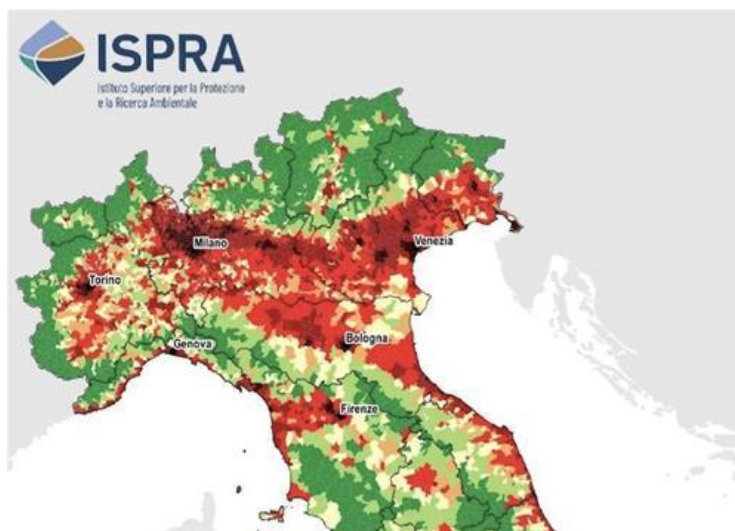 ISPRA
Istituto Superiore per la Protezione
e la Ricerca Ambientale
Milano
Venezia
Torino
Genova
Bologna
Firenze